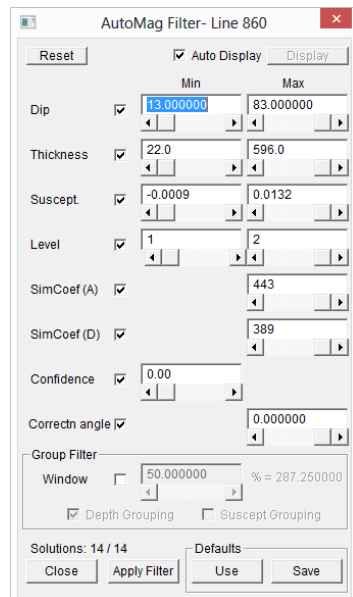 AutoMag Filter- Line 860
Reset Auto Display Display
Min Max
Dip 13.000000 83.000000
Thickness 22.0 596.0
Suscept. -0.0009 0.0132
Level 1 2
SimCoef (A) 443
SimCoef (D) 389
Confidence 0.00
Correctn angle 0.000000
Group Filter
Window 50.000000 % = 287.250000
Depth Grouping Suscept Grouping
Solutions: 14 / 14 Defaults
Close Apply Filter Use Save